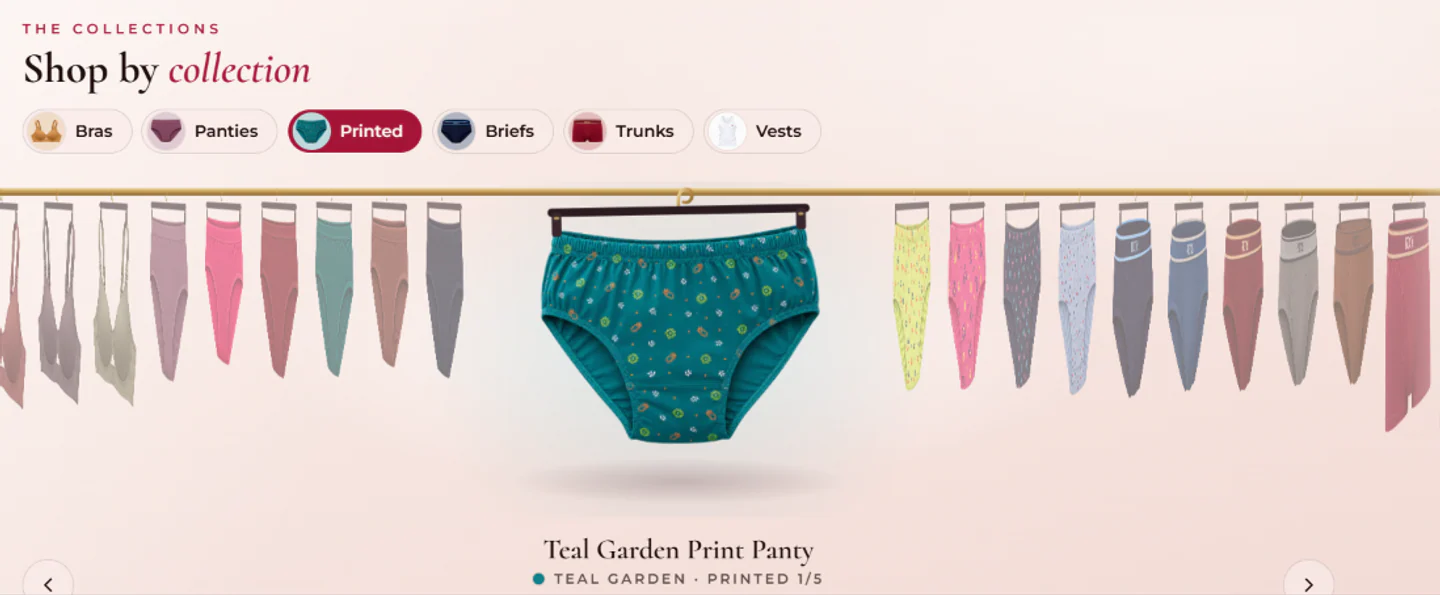 THE COLLECTIONS
Shop by collection
Bras
Panties
Printed
Briefs
Trunks
Vests
Teal Garden Print Panty
TEAL GARDEN · PRINTED 1/5